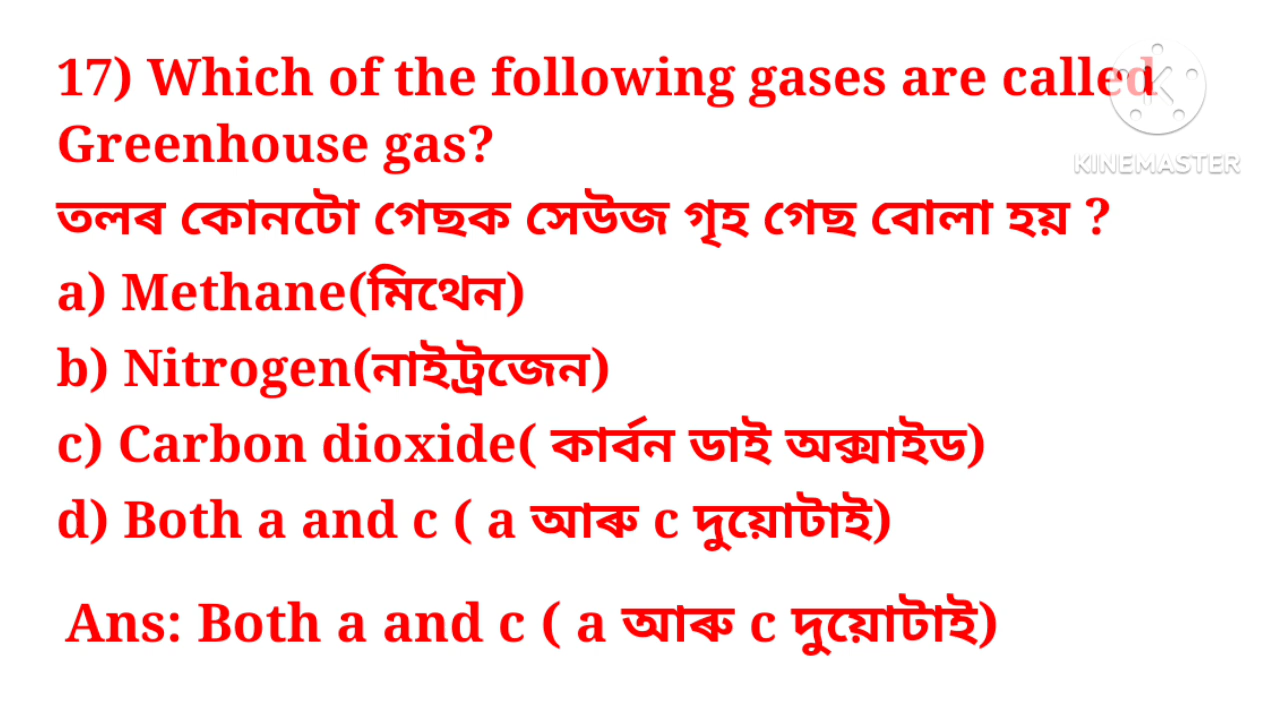 17) Which of the following gases are called
Greenhouse gas?
তলৰ কোনটো গেছক সেউজ গৃহ গেছ বোলা হয় ?
a) Methane(মিথেন)
b) Nitrogen(নাইট্ৰজেন)
c) Carbon dioxide( কাৰ্বন ডাই অক্সাইড)
d) Both a and c ( a আৰু c দুয়োটাই)
Ans: Both a and c ( a আৰু c দুয়োটাই)
KINEMASTER